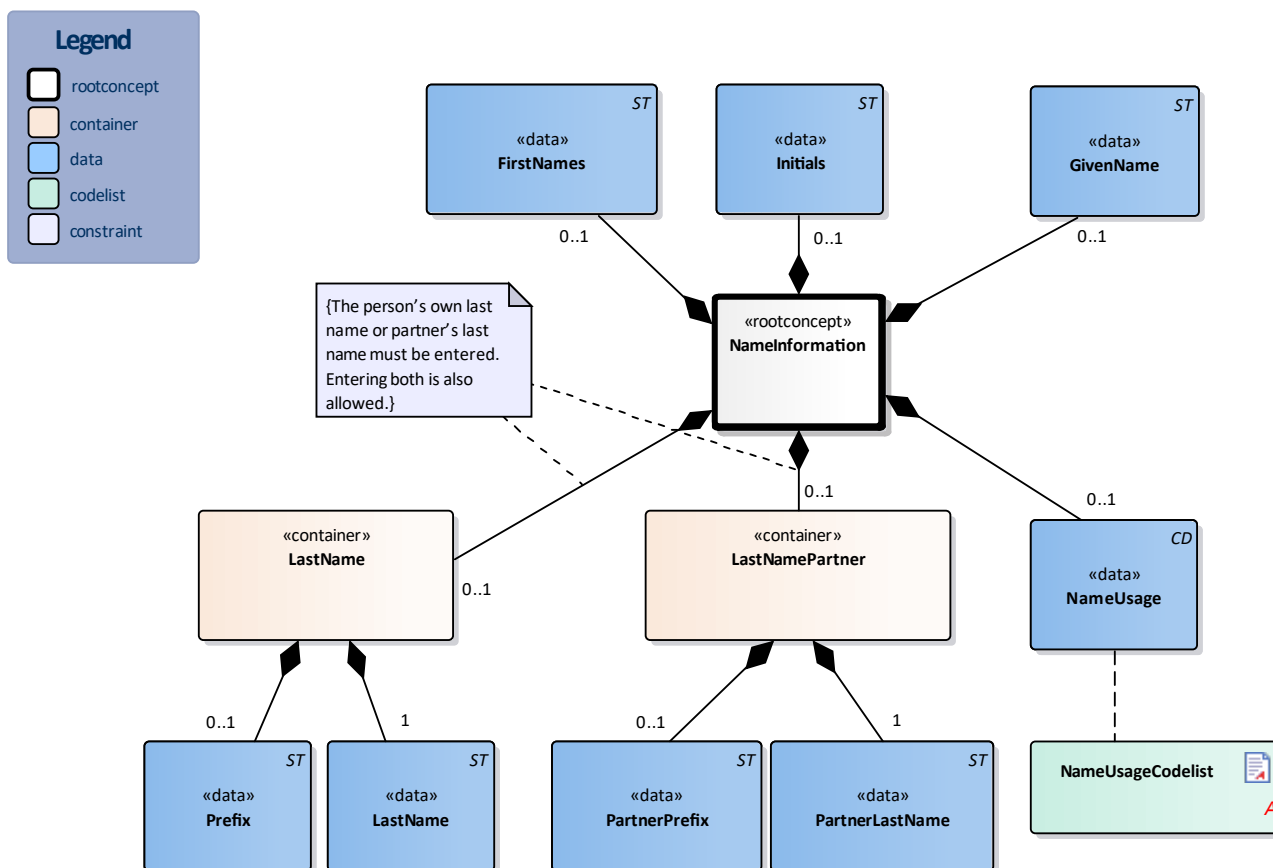 Legend
rootconcept
container
data
codelist
constraint
ST
«data»
FirstNames
ST
«data»
Initials
ST
«data»
GivenName
0..1
0..1
0..1
{The person’s own last
name or partner’s last
name must be entered.
Entering both is also
allowed.}
«rootconcept»
NameInformation
0..1
0..1
0..1
«container»
LastName
«container»
LastNamePartner
CD
«data»
NameUsage
0..1
1
0..1
1
ST
«data»
Prefix
ST
«data»
LastName
ST
«data»
PartnerPrefix
ST
«data»
PartnerLastName
NameUsageCodelist
A